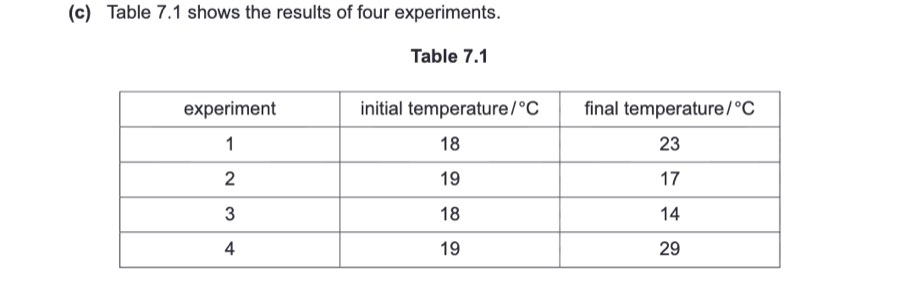 (c) Table 7.1 shows the results of four experiments.
Table 7.1
experiment initial temperature/°C final temperature/°C
1 18 23
2 19 17
3 18 14
4 19 29